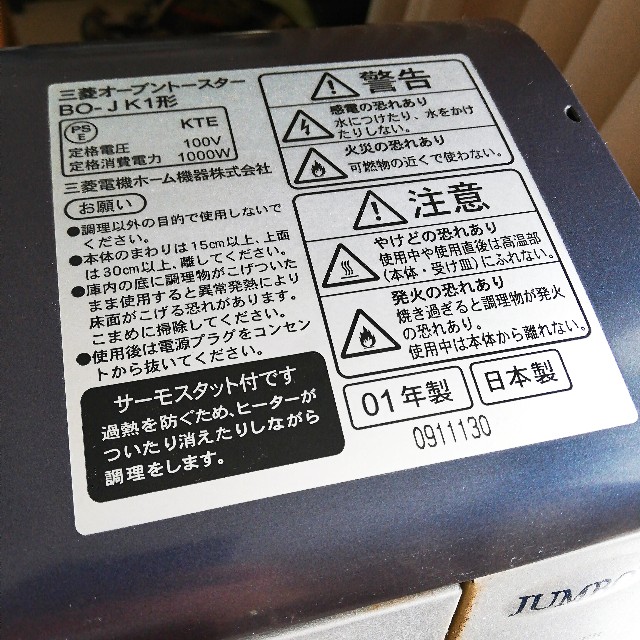 三菱オーブントースター
BO-JK1形
PS
E
KTE
定格電圧 100V
定格消費電力 1000W
三菱電機ホーム機器株式会社
お願い
●調理以外の目的で使用しないで
ください。
●本体のまわりは15cm以上、上面
は30cm以上、離してください。
●庫内の底に調理物がこげついた
まま使用すると異常発熱により
床面がこげる恐れがあります。
こまめに掃除してください。
●使用後は電源プラグをコンセン
トから抜いてください。
サーモスタット付です
過熱を防ぐため、ヒーターが
ついたり消えたりしながら
調理をします。
警告
感電の恐れあり
水につけたり、水をかけ
たりしない。
火災の恐れあり
可燃物の近くで使わない。
注意
やけどの恐れあり
使用中や使用直後は高温部
(本体・受け皿)にふれない。
発火の恐れあり
焼き過ぎると調理物が発火
の恐れあり。
使用中は本体から離れない。
01年製
日本製
0911130